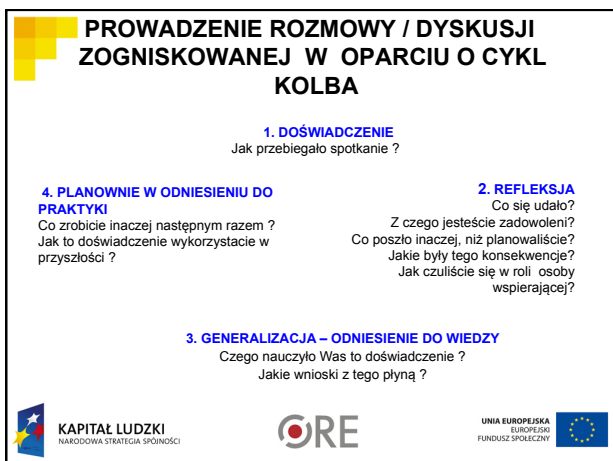 PROWADZENIE ROZMOWY / DYSKUSJI
ZOGNISKOWANEJ W OPARCIU O CYKL
KOLBA
1. DOŚWIADCZENIE
Jak przebiegało spotkanie ?
2. REFLEKSJA
Co się udało?
Z czego jesteście zadowoleni?
Co poszło inaczej, niż planowaliście?
Jakie były tego konsekwencje?
Jak czuliście się w roli osoby
wspierającej?
3. GENERALIZACJA – ODNIESIENIE DO WIEDZY
Czego nauczyło Was to doświadczenie ?
Jakie wnioski z tego płyną ?
4. PLANOWNIE W ODNIESIENIU DO
PRAKTYKI
Co zrobicie inaczej następnym razem ?
Jak to doświadczenie wykorzystacie w
przyszłości ?
KAPITAŁ LUDZKI
NARODOWA STRATEGIA SPÓJNOŚCI
ORE
UNIA EUROPEJSKA
EUROPEJSKI
FUNDUSZ SPOŁECZNY